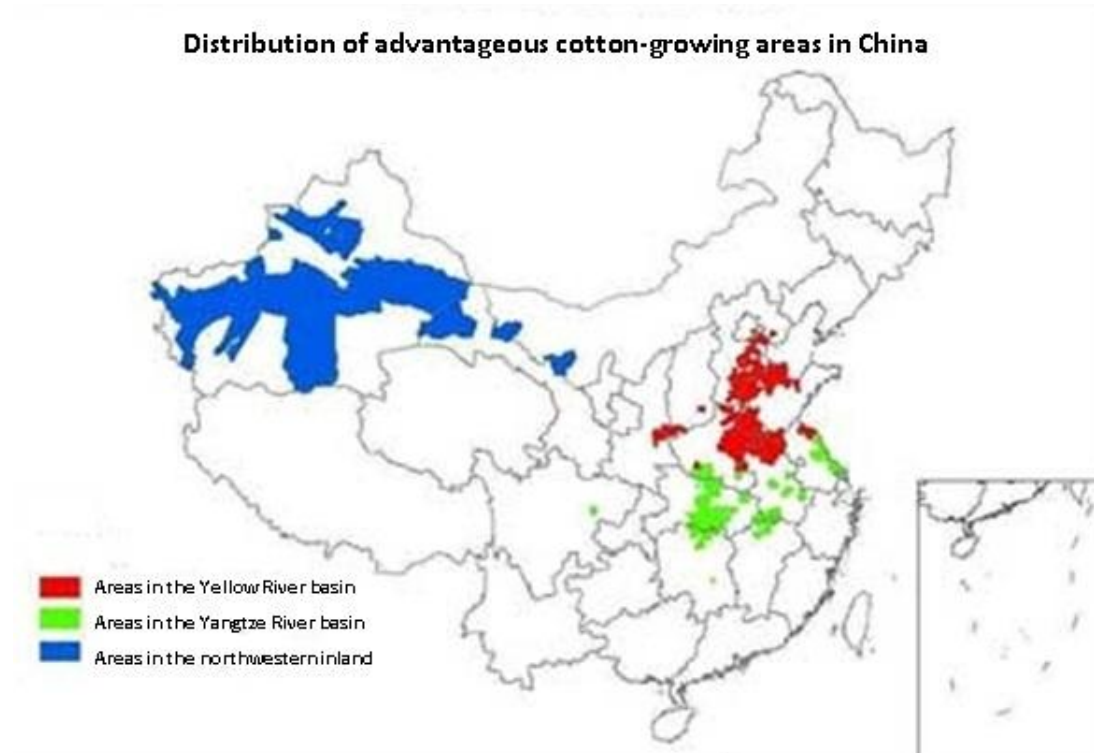 Distribution of advantageous cotton-growing areas in China
Areas in the Yellow River basin
Areas in the Yangtze River basin
Areas in the northwestern inland